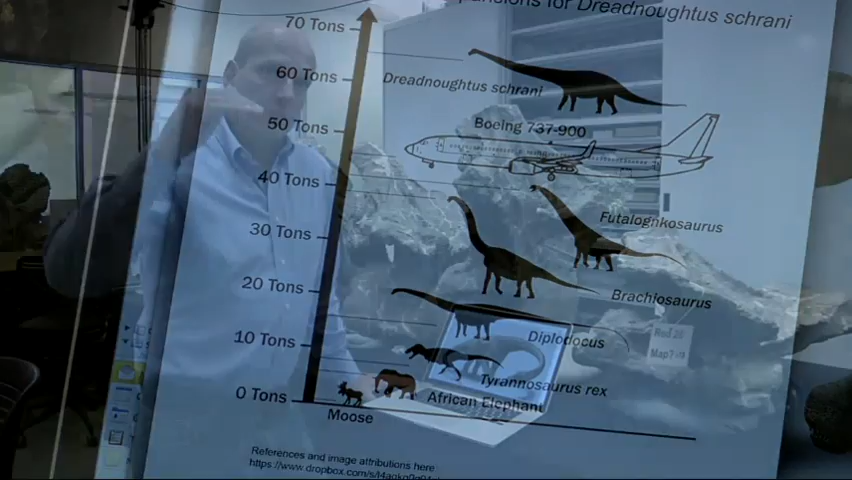 for Dreadnoughtus schrani
70 Tons
60 Tons
Dreadnoughtus schrani
50 Tons
Boeing 737-900
40 Tons
Futalognkosaurus
30 Tons
Brachiosaurus
20 Tons
Diplodocus
10 Tons
Tyrannosaurus rex
0 Tons
African Elephant
Moose
References and image attributions here